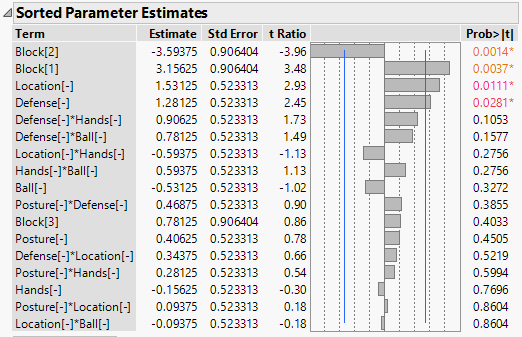 Sorted Parameter Estimates
Term Estimate Std Error t Ratio Prob>|t|
Block[2] -3.59375 0.906404 -3.96 0.0014*
Block[1] 3.15625 0.906404 3.48 0.0037*
Location[-] 1.53125 0.523313 2.93 0.0111*
Defense[-] 1.28125 0.523313 2.45 0.0281*
Defense[-]*Hands[-] 0.90625 0.523313 1.73 0.1053
Defense[-]*Ball[-] 0.78125 0.523313 1.49 0.1577
Location[-]*Hands[-] -0.59375 0.523313 -1.13 0.2756
Hands[-]*Ball[-] 0.59375 0.523313 1.13 0.2756
Ball[-] -0.53125 0.523313 -1.02 0.3272
Posture[-]*Defense[-] 0.46875 0.523313 0.90 0.3855
Block[3] 0.78125 0.906404 0.86 0.4033
Posture[-] 0.40625 0.523313 0.78 0.4505
Defense[-]*Location[-] 0.34375 0.523313 0.66 0.5219
Posture[-]*Hands[-] 0.28125 0.523313 0.54 0.5994
Hands[-] -0.15625 0.523313 -0.30 0.7696
Posture[-]*Location[-] 0.09375 0.523313 0.18 0.8604
Location[-]*Ball[-] -0.09375 0.523313 -0.18 0.8604